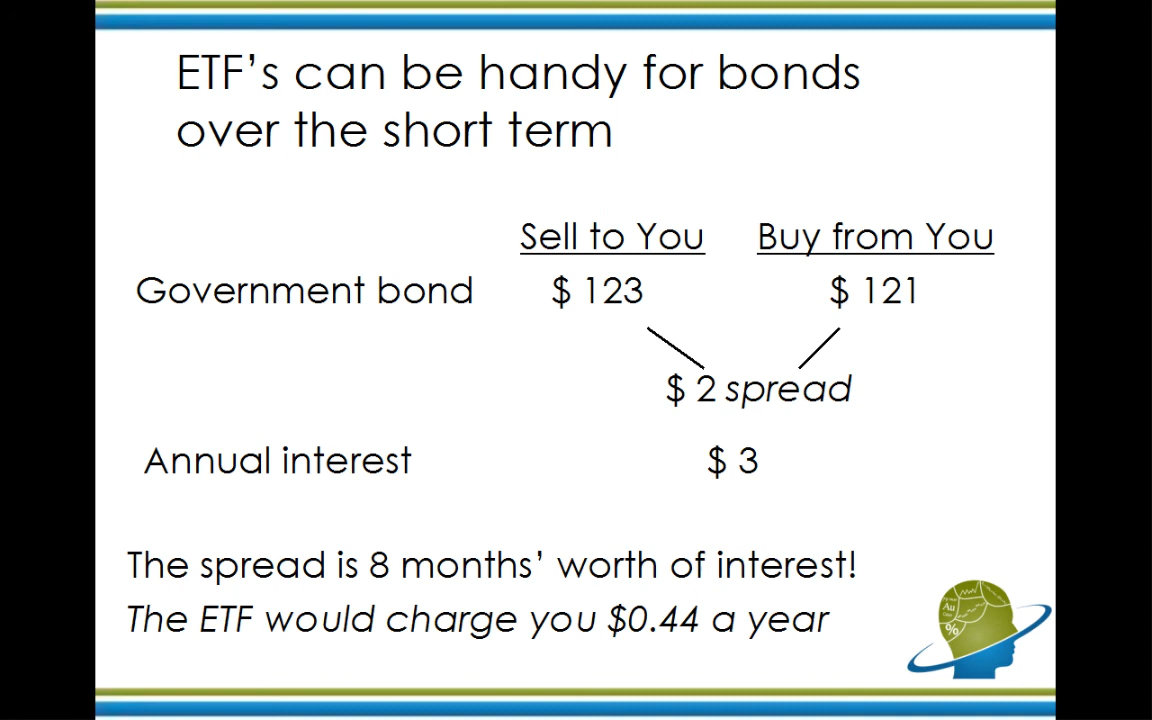 ETF's can be handy for bonds
over the short term
Sell to You Buy from You
Government bond $ 123 $ 121
$ 2 spread
Annual interest $ 3
The spread is 8 months' worth of interest!
The ETF would charge you $0.44 a year
Au
%